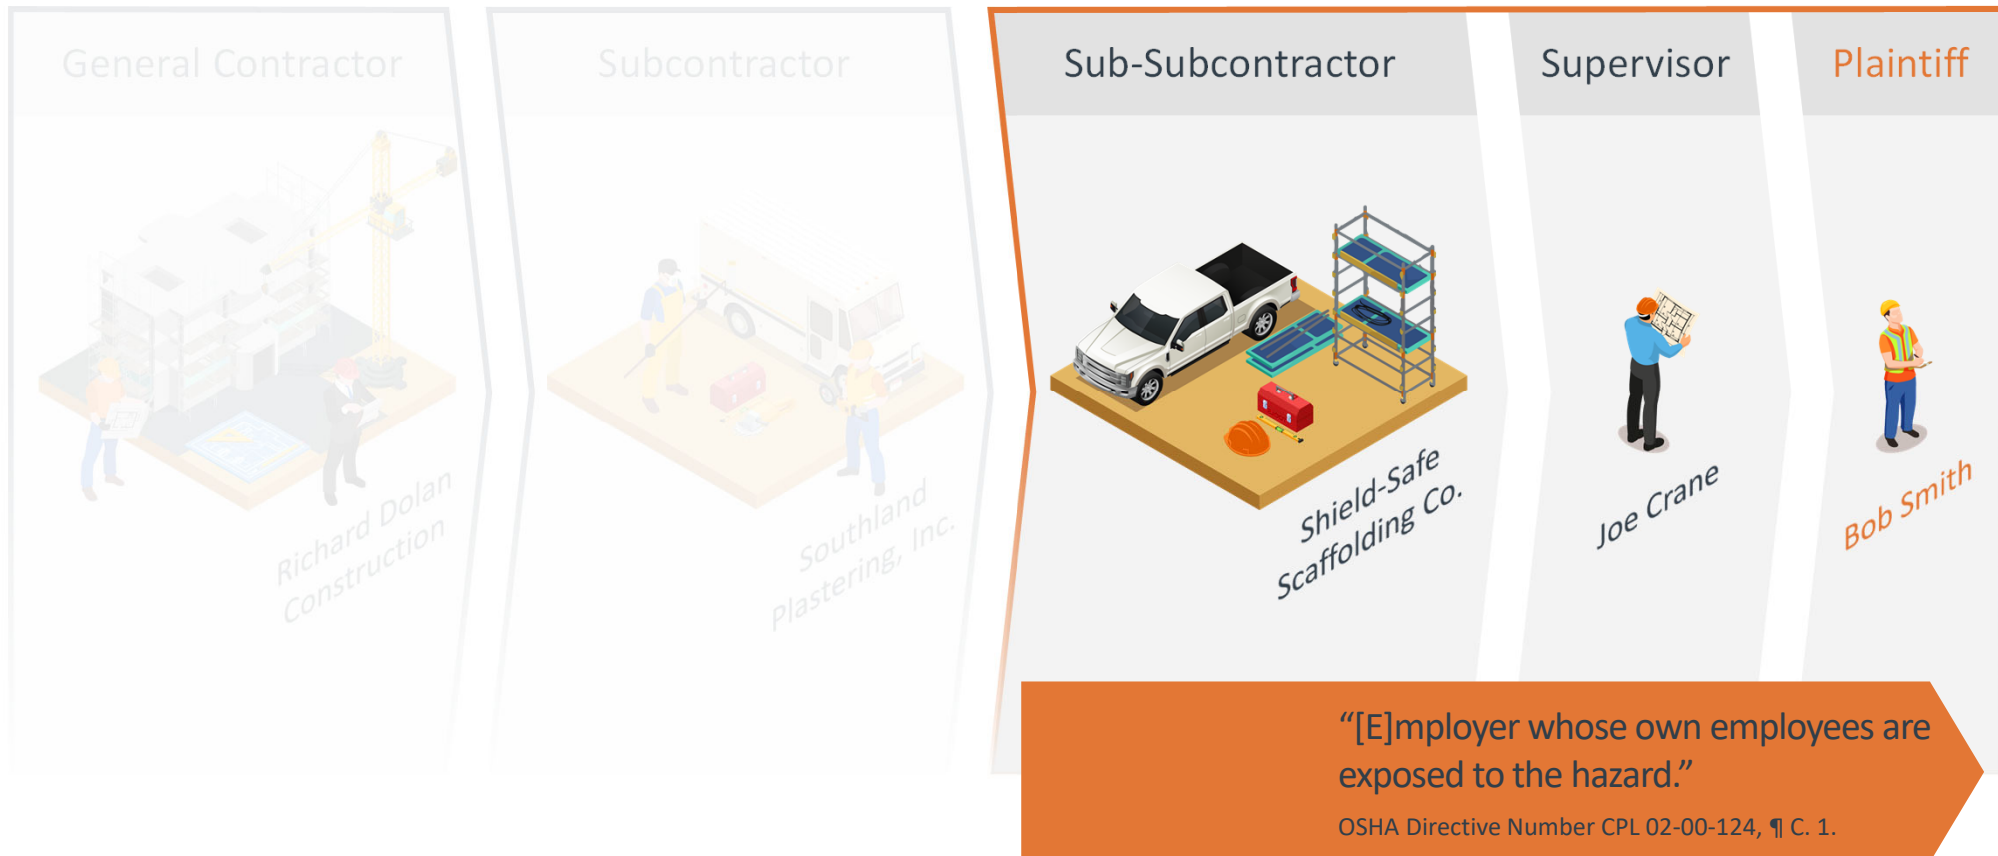 General Contractor
Subcontractor
Sub-Subcontractor
Supervisor
Plaintiff
Richard Dolan
Construction
Southland
Plastering, Inc.
Shield-Safe
Scaffolding Co.
Joe Crane
Bob Smith
“[E]mployer whose own employees are
exposed to the hazard.”
OSHA Directive Number CPL 02-00-124, ¶ C. 1.